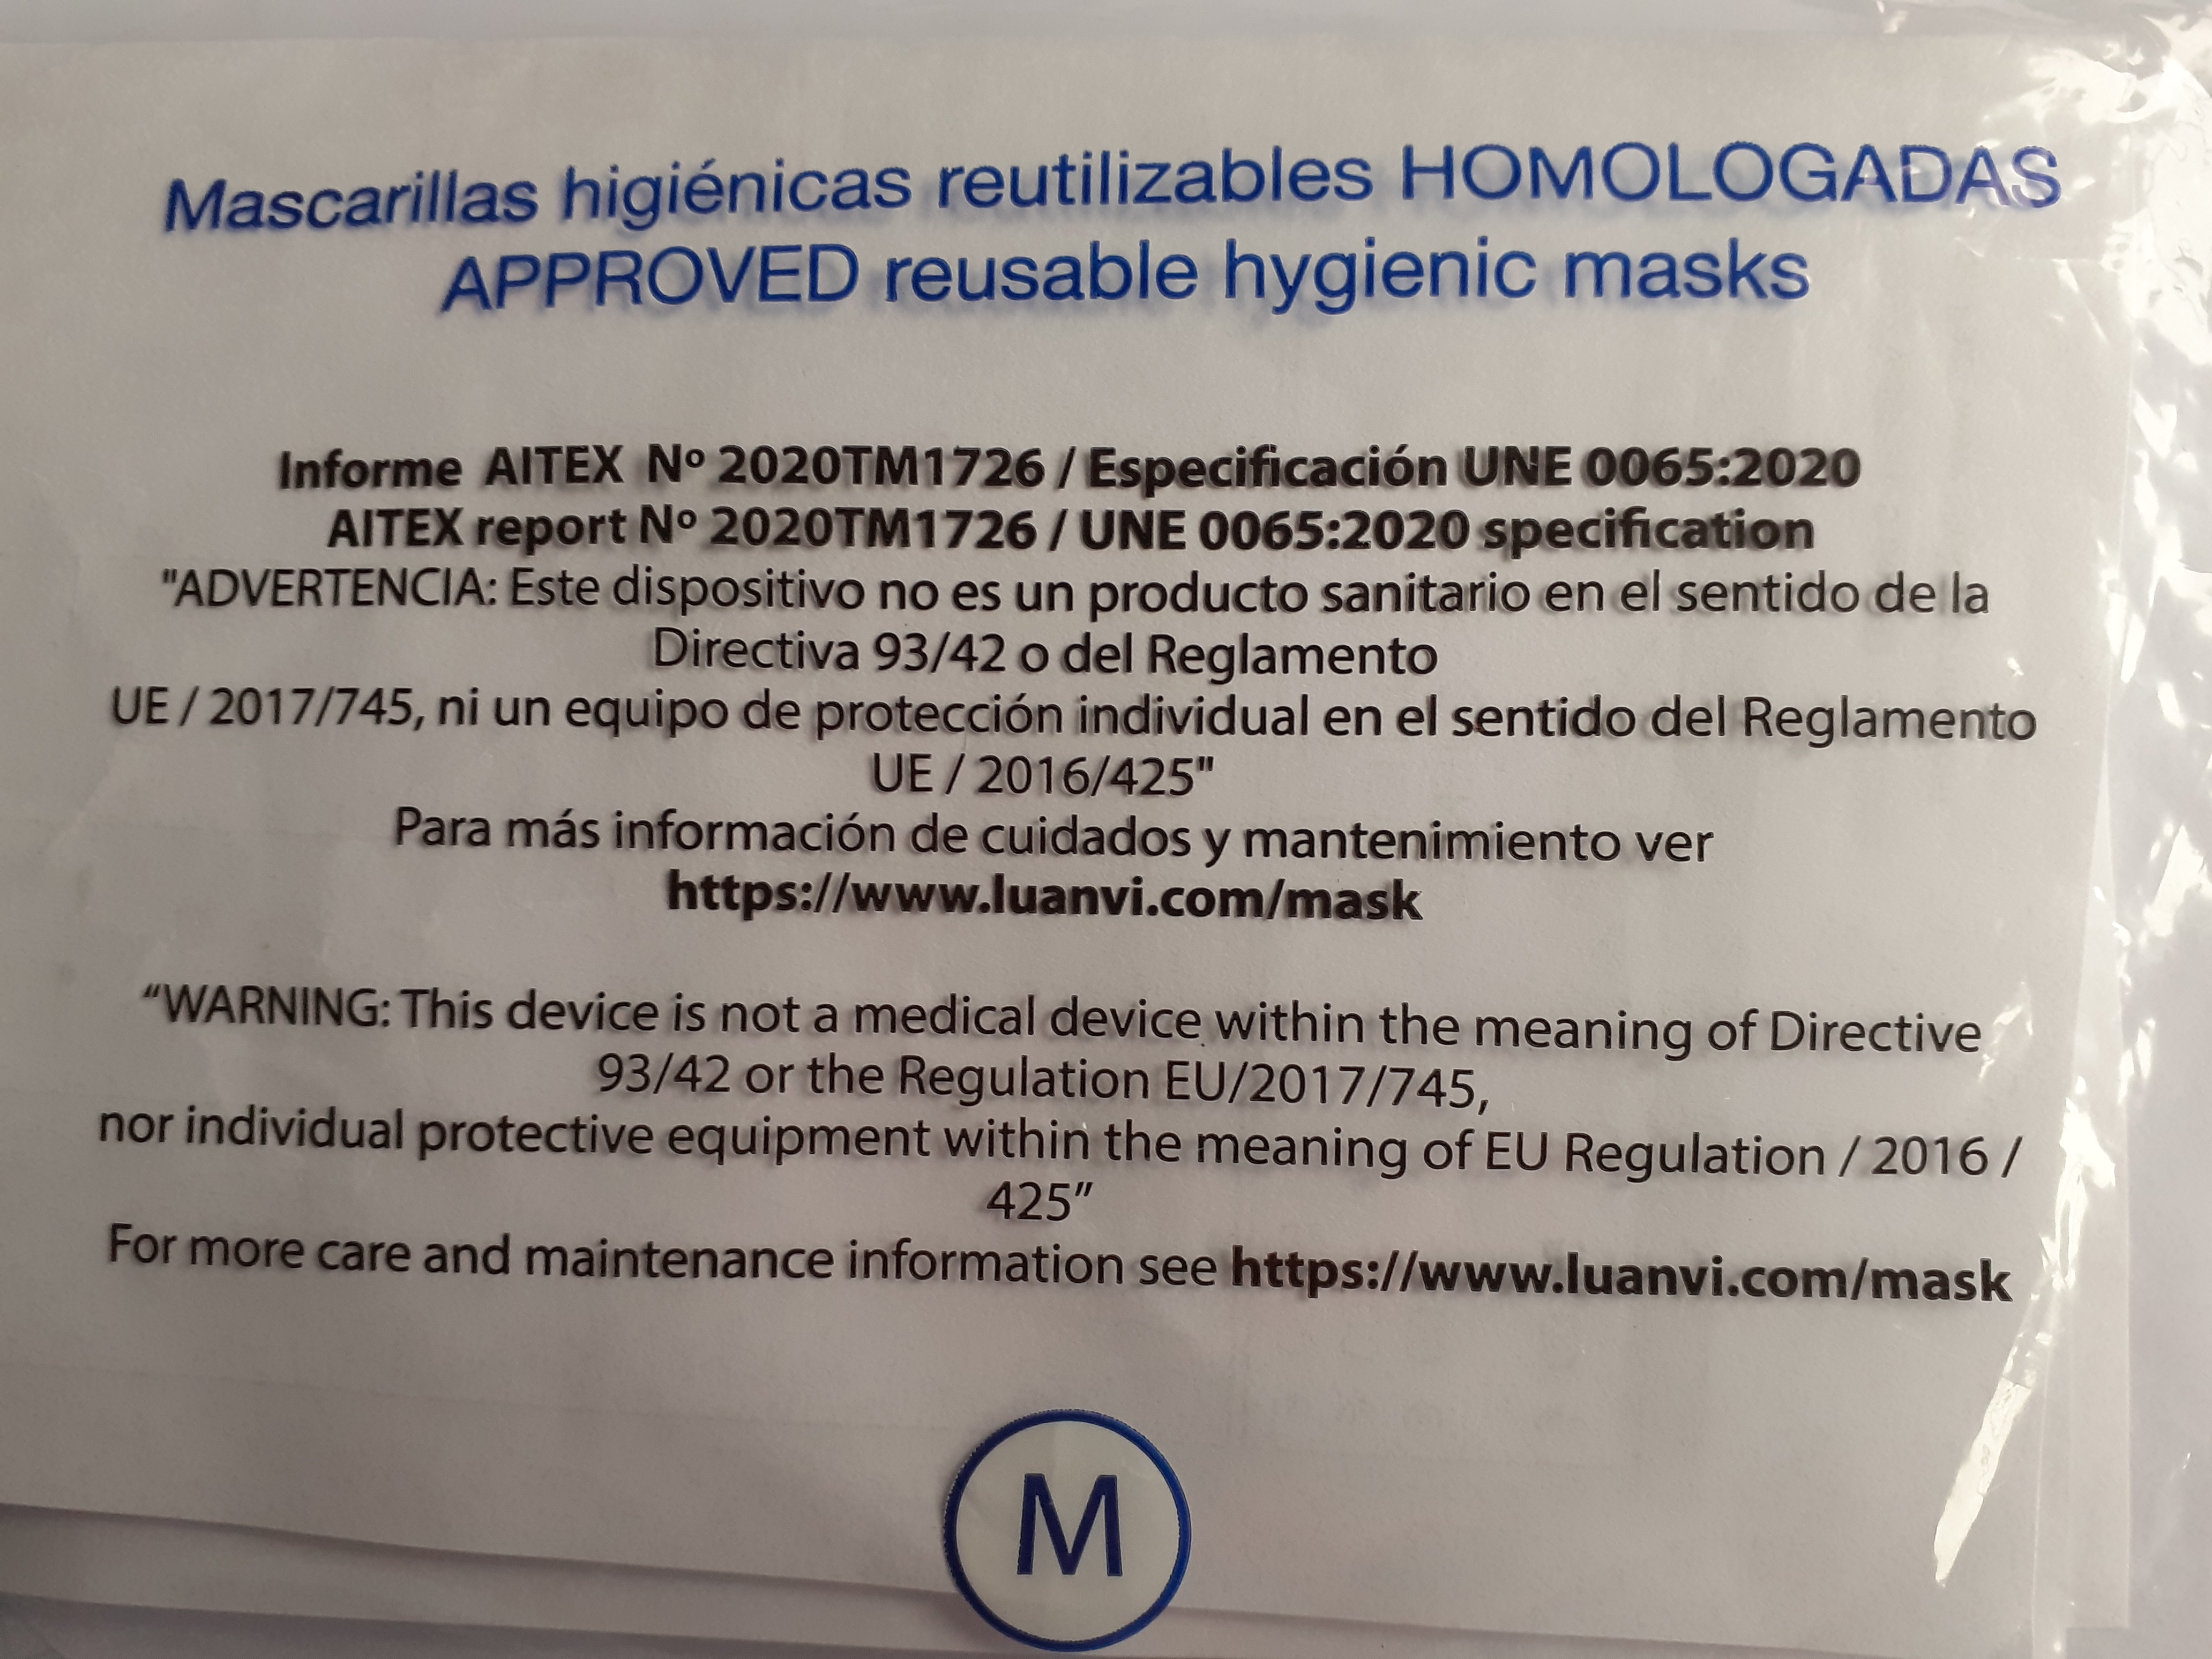 Mascarillas higiénicas reutilizables HOMOLOGADAS
APPROVED reusable hygienic masks
Informe AITEX Nº 2020TM1726 / Especificación UNE 0065:2020
AITEX report Nº 2020TM1726 / UNE 0065:2020 specification
"ADVERTENCIA: Este dispositivo no es un producto sanitario en el sentido de la
Directiva 93/42 o del Reglamento
UE / 2017/745, ni un equipo de protección individual en el sentido del Reglamento
UE / 2016/425"
Para más información de cuidados y mantenimiento ver
https://www.luanvi.com/mask
“WARNING: This device is not a medical device within the meaning of Directive
93/42 or the Regulation EU/2017/745,
nor individual protective equipment within the meaning of EU Regulation / 2016 /
425”
For more care and maintenance information see https://www.luanvi.com/mask
M